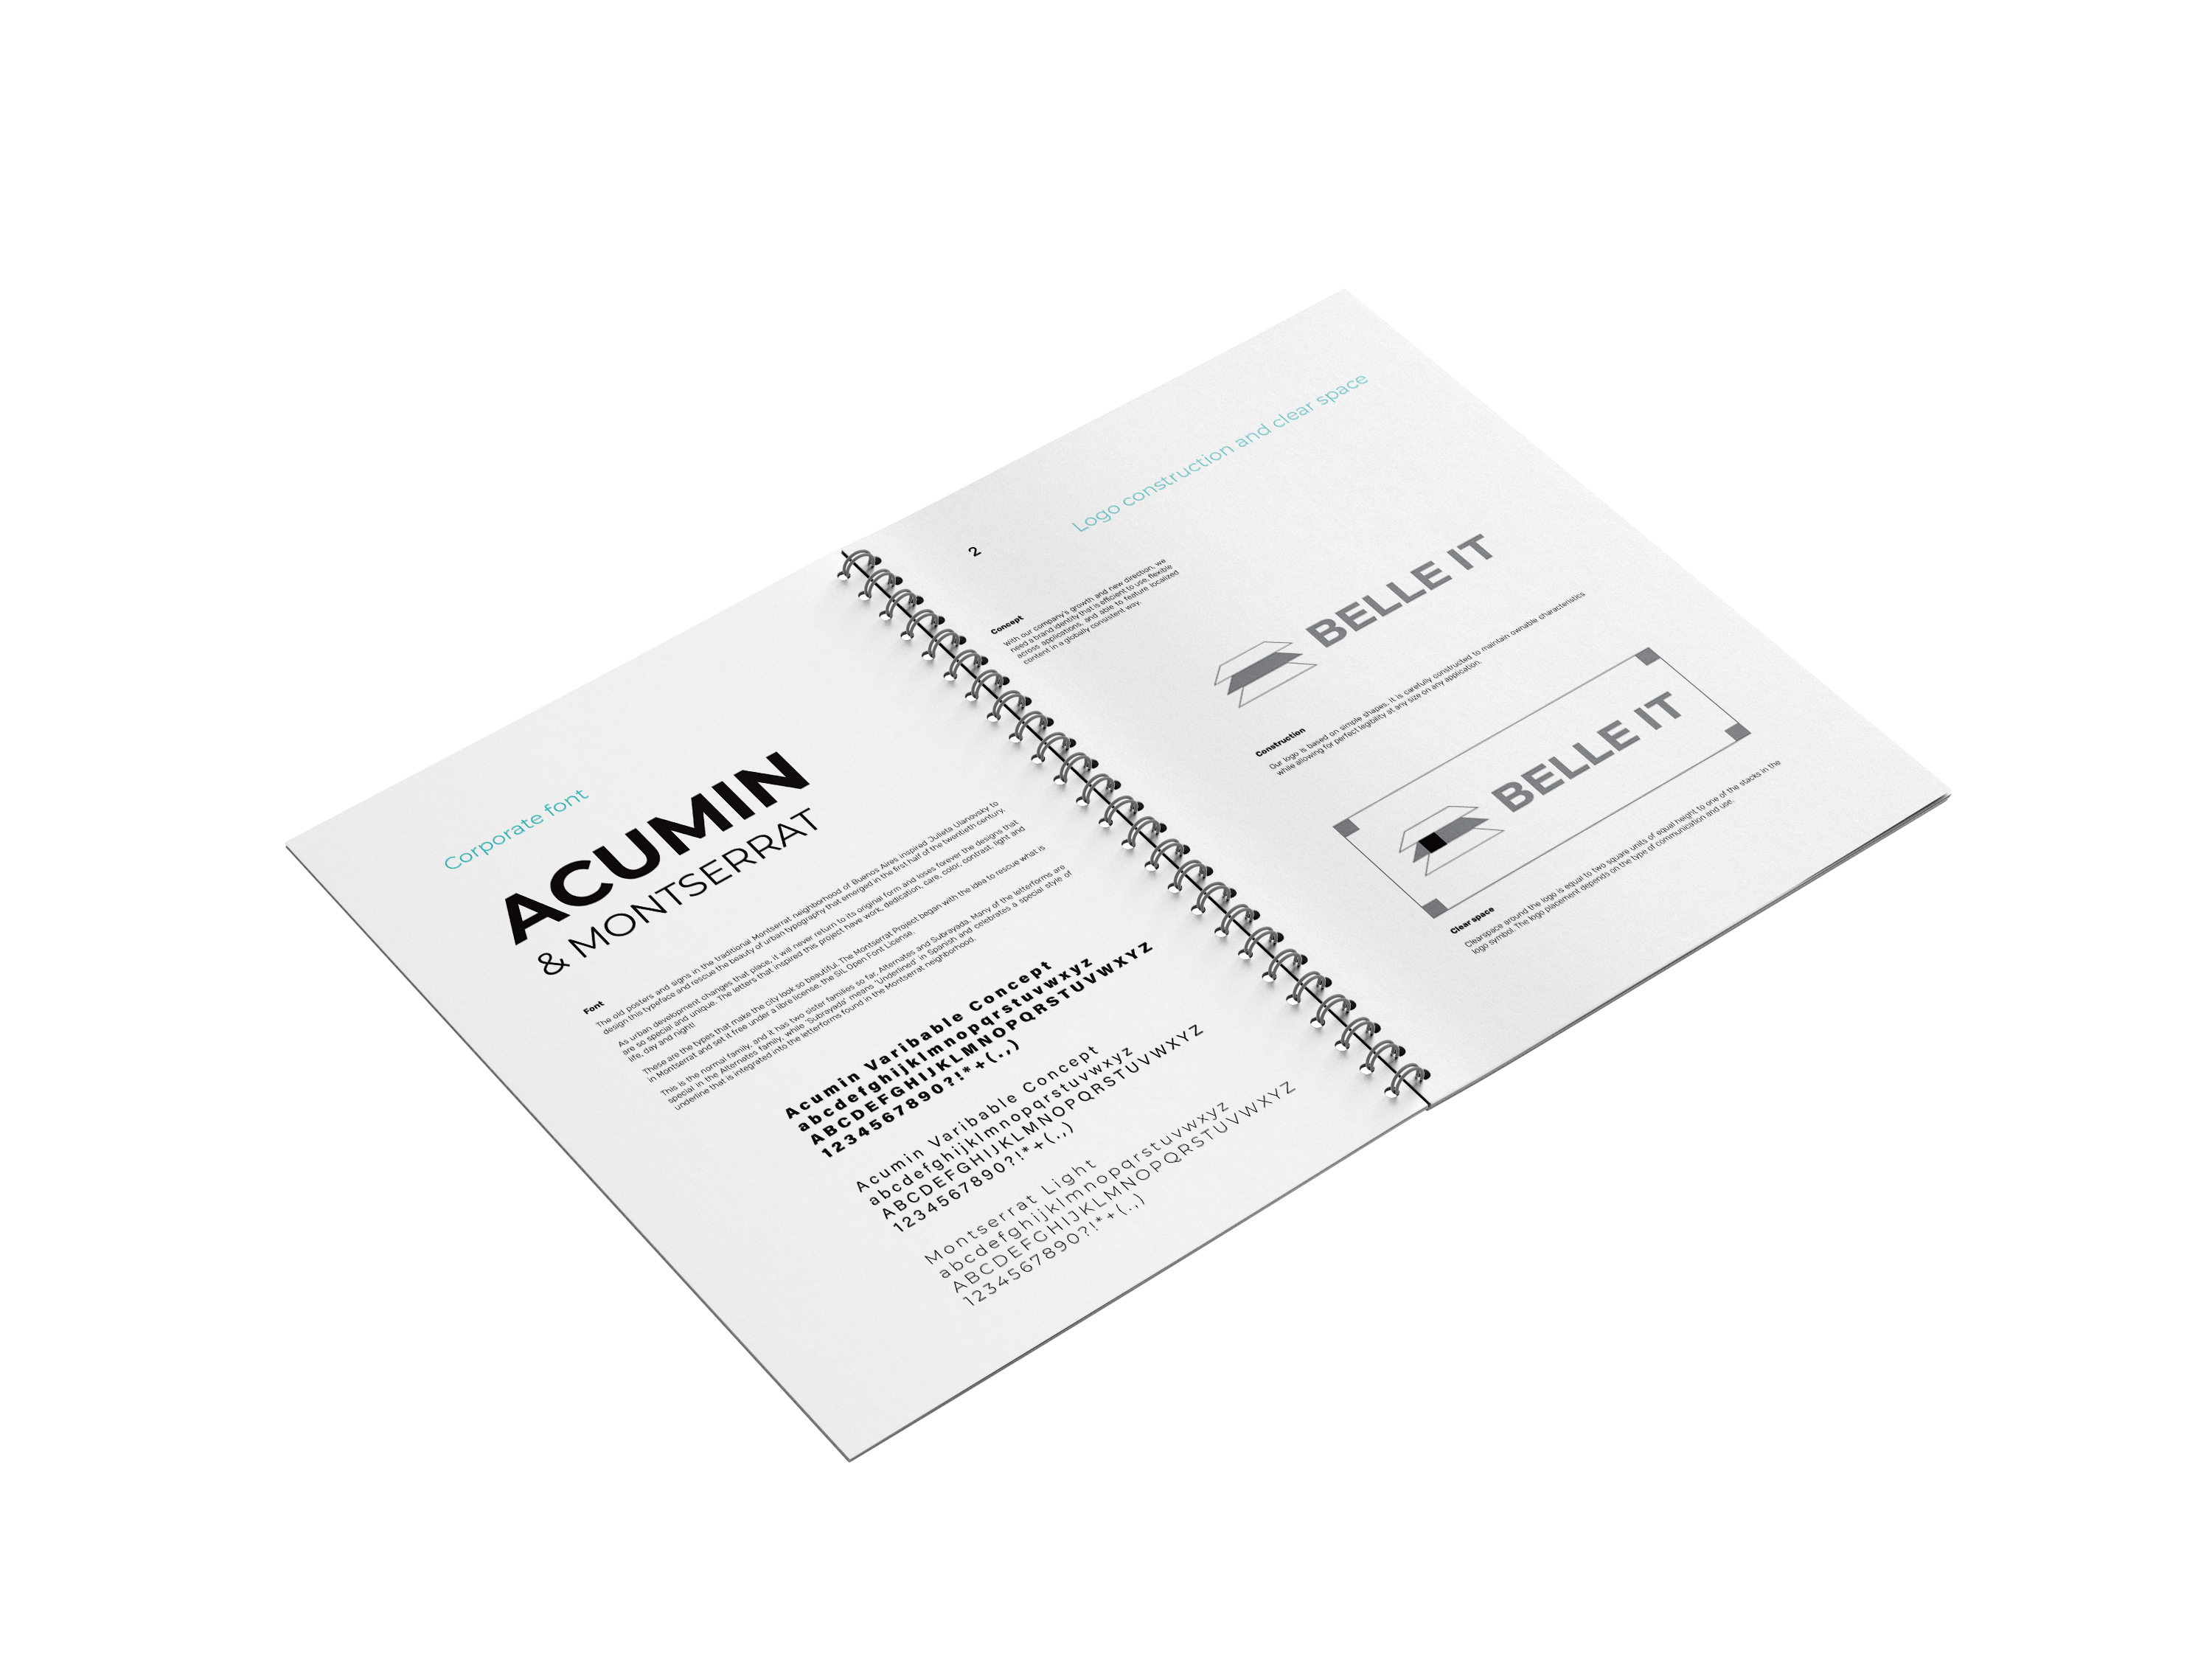 Corporate font
ACUMIN
& MONTSERRAT
Font
The old posters and signs in the traditional Montserrat neighborhood of Buenos Aires inspired Julieta Ulanovsky to
design this typeface and rescue the beauty of urban typography that emerged in the first half of the twentieth century.
As urban development changes that place, it will never return to its original form and loses forever the designs that
are so special and unique. The letters that inspired this project have work, dedication, care, color, contrast, light and
life, day and night!
These are the types that make the city look so beautiful. The Montserrat Project began with the idea to rescue what is
in Montserrat and set it free under a libre license, the SIL Open Font License.
This is the normal family, and it has two sister families so far, Alternates and Subrayada. Many of the letterforms are
special in the Alternates family, while 'Subrayada' means 'Underlined' in Spanish and celebrates a special style of
underline that is integrated into the letterforms found in the Montserrat neighborhood.
Acumin Varibable Concept
abcdefghijklmnopqrstuvwxyz
ABCDEFGHIJKLMNOPQRSTUVWXYZ
1234567890?!*+(.,)
Acumin Varibable Concept
abcdefghijklmnopqrstuvwxyz
ABCDEFGHIJKLMNOPQRSTUVWXYZ
1234567890?!*+(.,)
Montserrat Light
abcdefghijklmnopqrstuvwxyz
ABCDEFGHIJKLMNOPQRSTUVWXYZ
1234567890?!*+(.,)
2
Logo construction and clear space
Concept
With our company's growth and new direction, we
need a brand identity that is efficient to use, flexible
across applications, and able to feature localized
content in a globally consistent way.
BELLE IT
Construction
Our logo is based on simple shapes, it is carefully constructed to maintain ownable characteristics
while allowing for perfect legibility at any size on any application.
BELLE IT
Clear space
Clearspace around the logo is equal to two square units of equal height to one of the stacks in the
logo symbol. The logo placement depends on the type of communication and use.